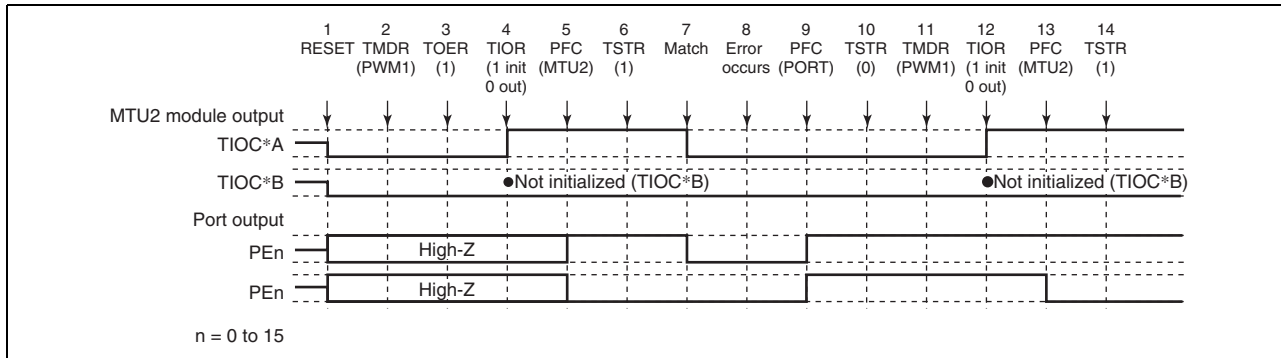 1 2 3 4 5 6 7 8 9 10 11 12 13 14
RESET TMDR TOER TIOR PFC TSTR Match Error PFC TSTR TMDR TIOR PFC TSTR
(PWM1) (1) (1 init (MTU2) (1) occurs (PORT) (0) (PWM1) (1 init (MTU2) (1)
0 out) 0 out)
MTU2 module output
TIOC*A
TIOC*B ●Not initialized (TIOC*B) ●Not initialized (TIOC*B)
Port output
PEn High-Z
PEn High-Z
n = 0 to 15